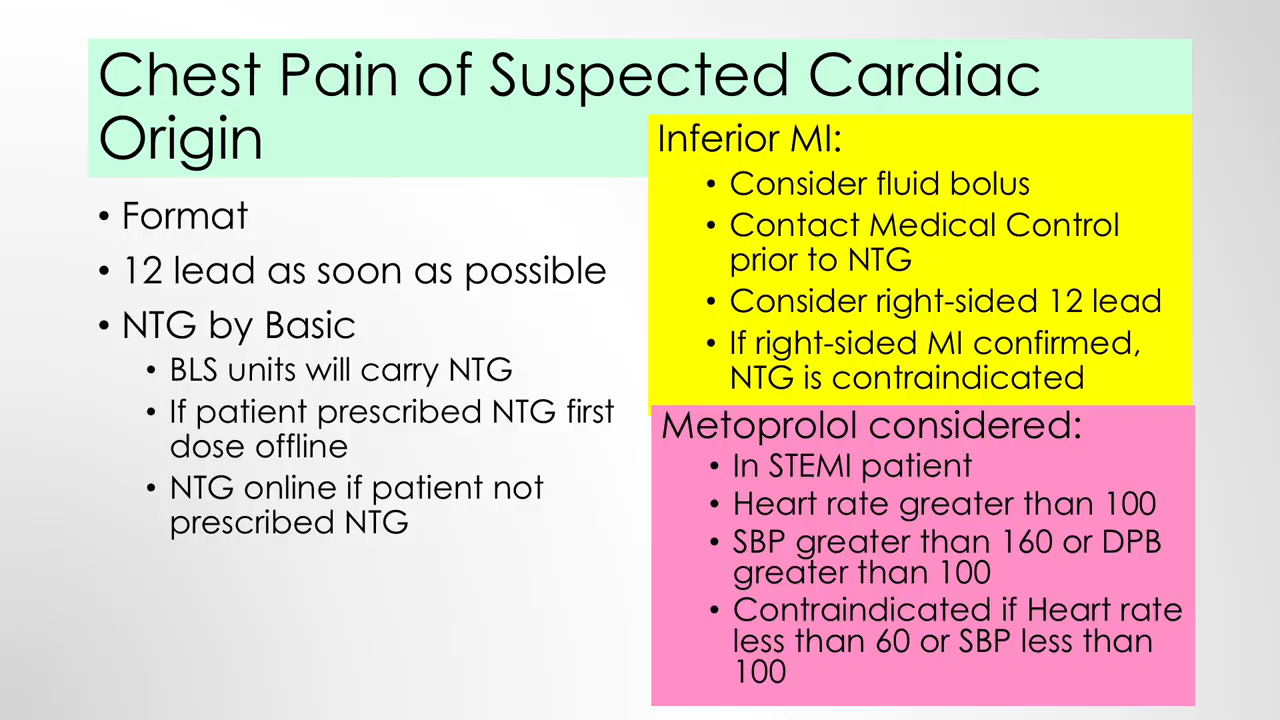 Chest Pain of Suspected Cardiac
Origin
• Format
• 12 lead as soon as possible
• NTG by Basic
• BLS units will carry NTG
• If patient prescribed NTG first
dose offline
• NTG online if patient not
prescribed NTG
Inferior MI:
• Consider fluid bolus
• Contact Medical Control
prior to NTG
• Consider right-sided 12 lead
• If right-sided MI confirmed,
NTG is contraindicated
Metoprolol considered:
• In STEMI patient
• Heart rate greater than 100
• SBP greater than 160 or DPB
greater than 100
• Contraindicated if Heart rate
less than 60 or SBP less than
100